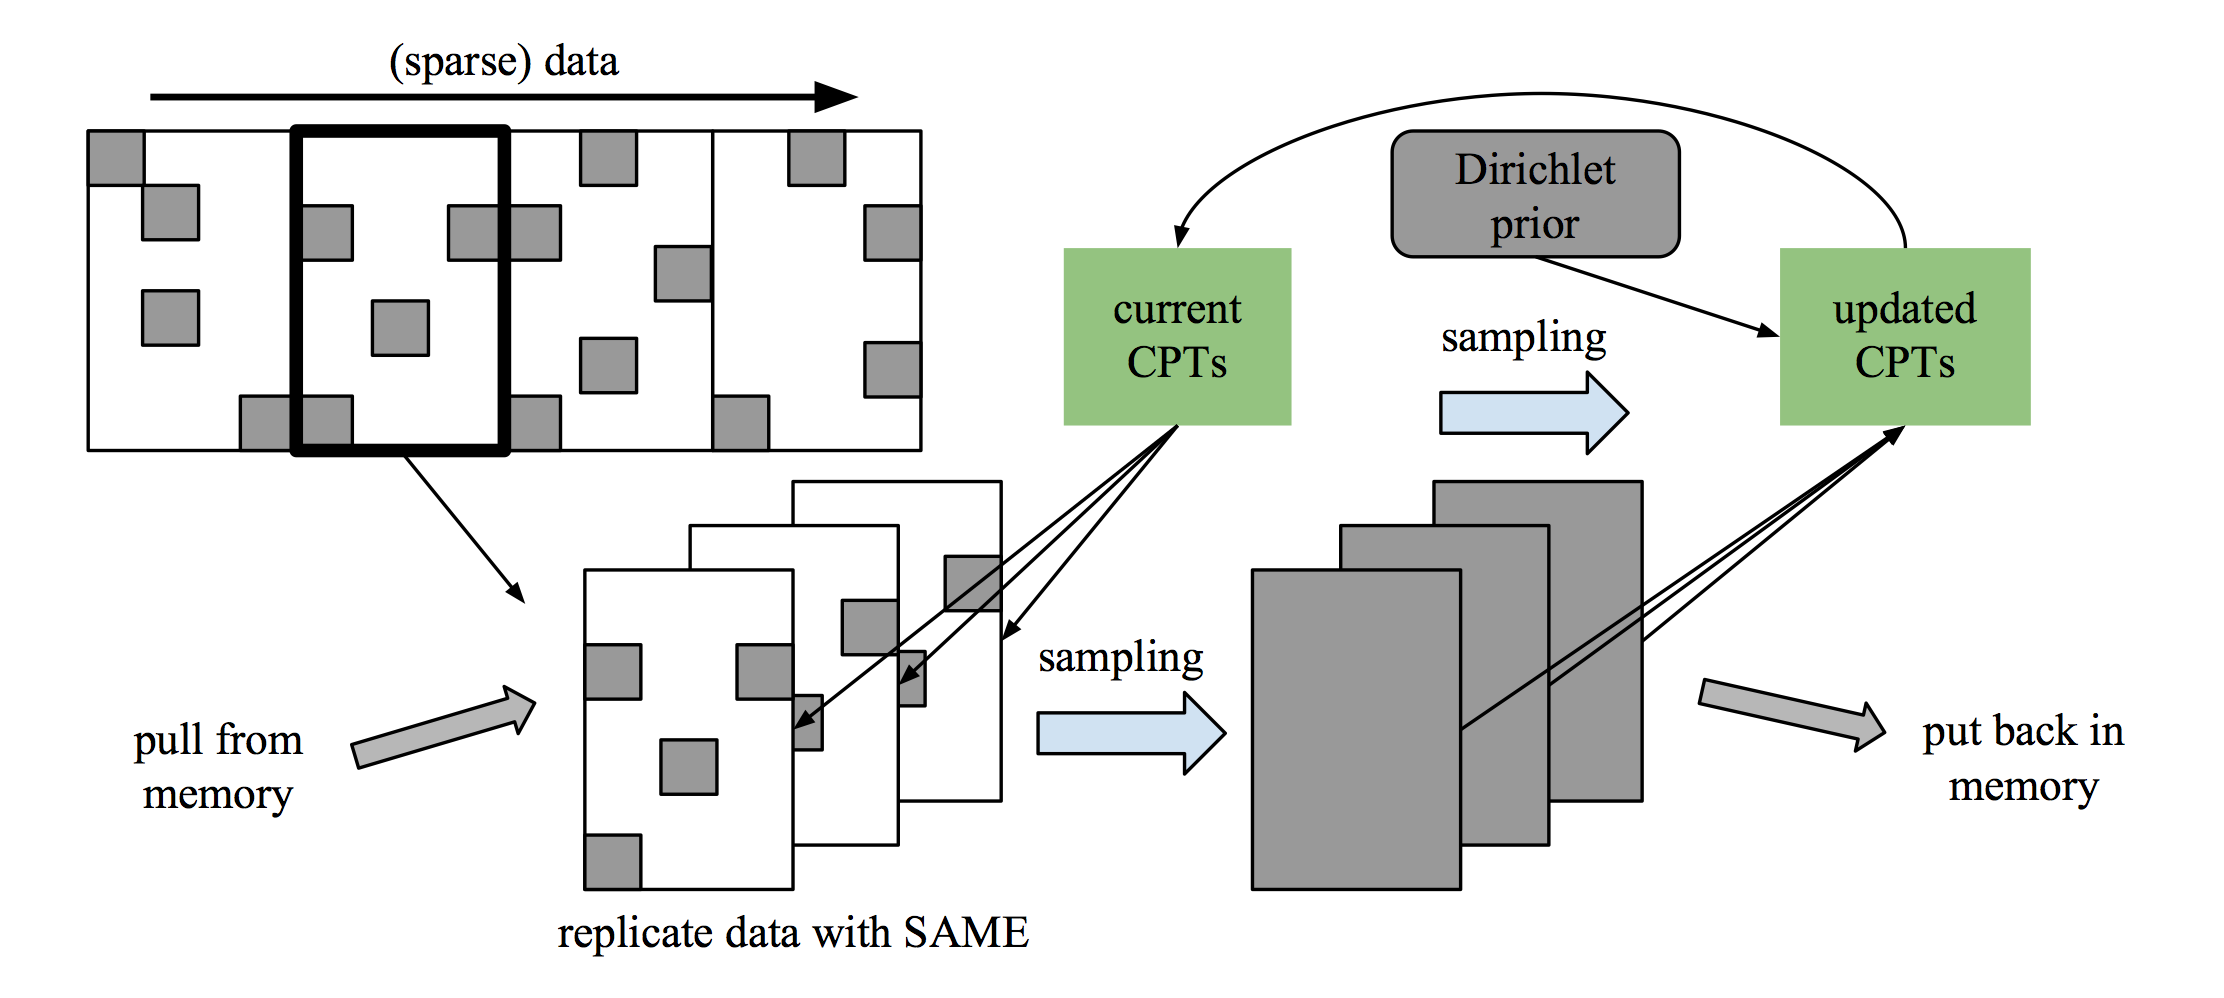 (sparse) data
Dirichlet
prior
current
CPTs
sampling
updated
CPTs
sampling
pull from
memory
put back in
memory
replicate data with SAME